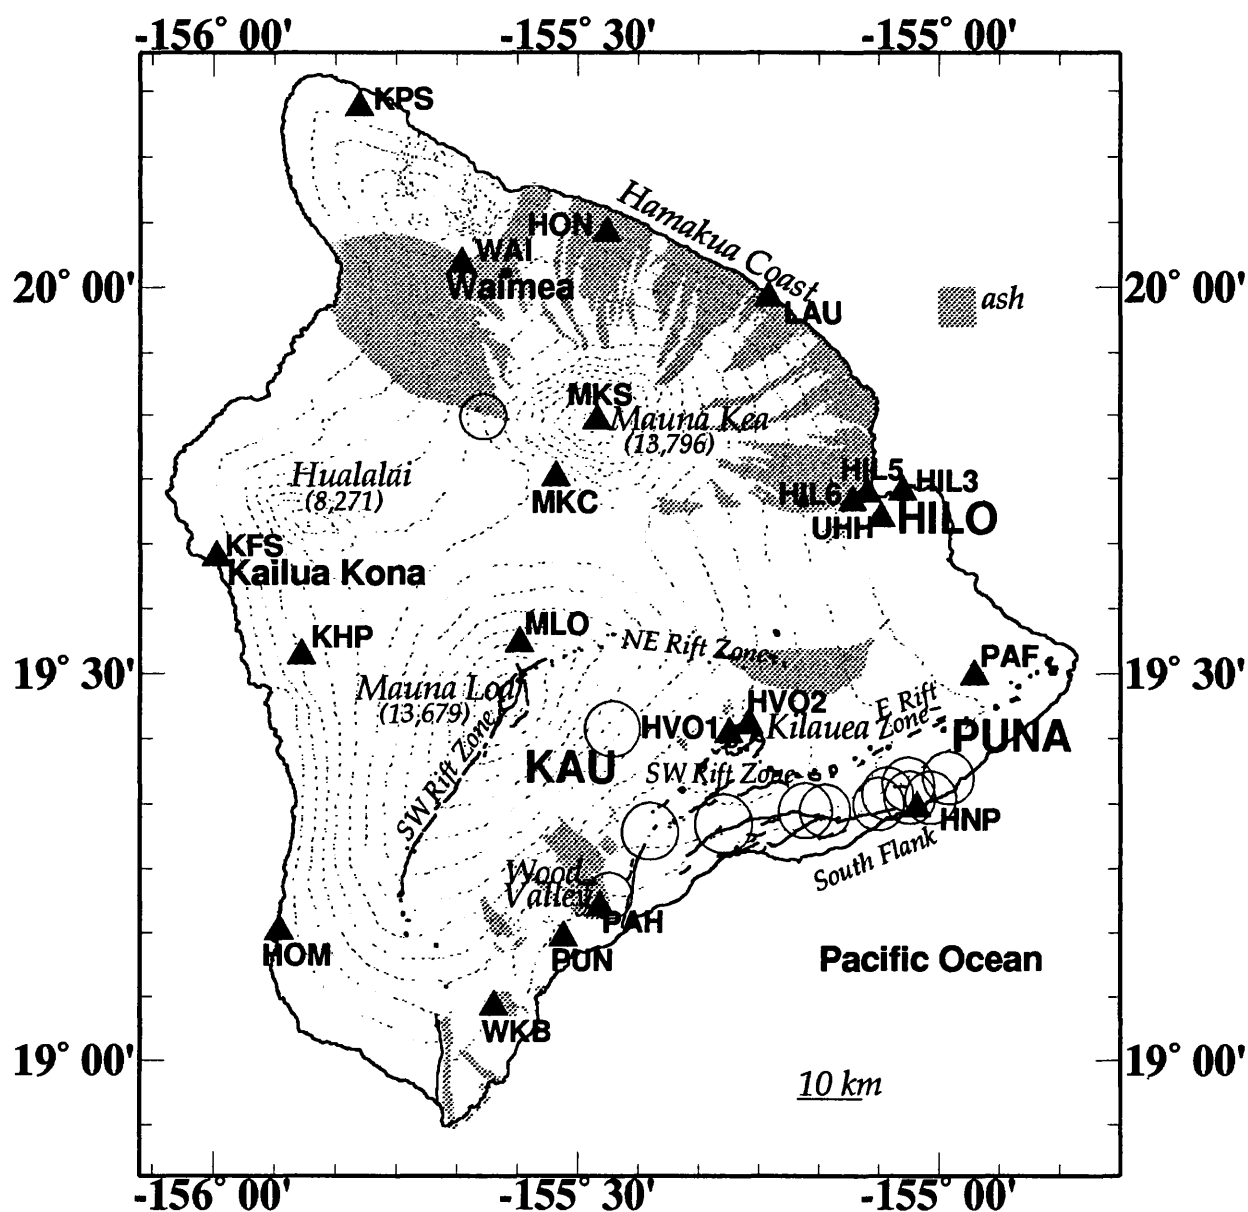 -156° 00' -155° 30' -155° 00'
KPS
Hamakua Coast
HON
WAI
Waimea
20° 00' 20° 00'
ash
LAU
MKS
Mauna Kea
(13,796)
Hualalai
(8,271)
MKC
HIL5
HIL3
HIL6
HILO
UHH
KFS
Kailua Kona
MLO
KHP
NE Rift Zone
PAF
19° 30' 19° 30'
Mauna Loa
(13,679)
HVO2
HVO1
Kilauea
E Rift
Zone
PUNA
KAU
SW Rift Zone
SW Rift Zone
HNP
South Flank
Wood
Valley
PAH
HOM
PUN
Pacific Ocean
WKB
19° 00' 19° 00'
10 km
-156° 00' -155° 30' -155° 00'